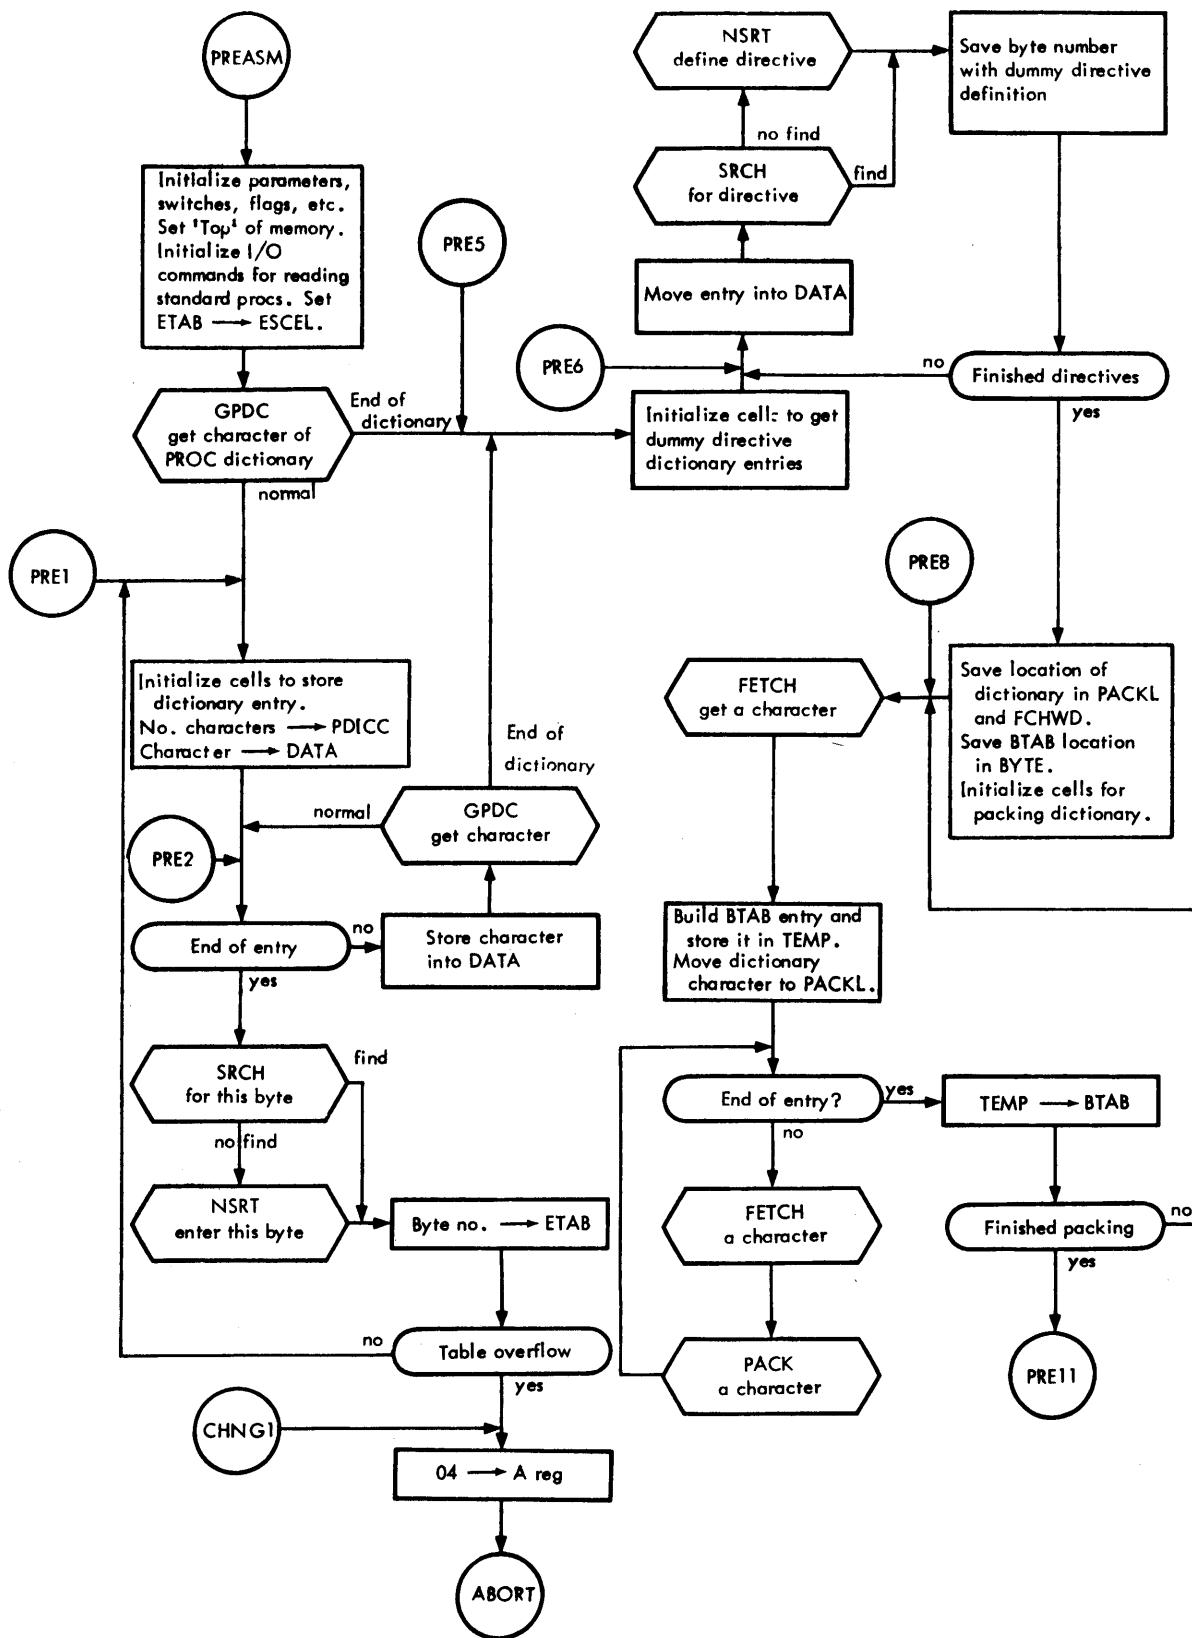 PREASM
Initialize parameters,
switches, flags, etc.
Set 'Top' of memory.
Initialize I/O
commands for reading
standard procs. Set
ETAB → ESCEL.
GPDC
get character of
PROC dictionary
End of
dictionary
normal
PRE5
PRE1
Initialize cells to store
dictionary entry.
No. characters → PDICC
Character → DATA
End of
dictionary
normal
GPDC
get character
PRE2
End of entry
no
yes
Store character
into DATA
SRCH
for this byte
find
no find
NSRT
enter this byte
Byte no. → ETAB
Table overflow
no
yes
CHNG1
04 → A reg
ABORT
NSRT
define directive
no find
SRCH
for directive
find
Save byte number
with dummy directive
definition
Move entry into DATA
PRE6
no
Finished directives
yes
Initialize cells to get
dummy directive
dictionary entries
PRE8
Save location of
dictionary in PACKL
and FCHWD.
Save BTAB location
in BYTE.
Initialize cells for
packing dictionary.
FETCH
get a character
Build BTAB entry and
store it in TEMP.
Move dictionary
character to PACKL.
End of entry?
yes
no
TEMP → BTAB
FETCH
a character
Finished packing
no
yes
PACK
a character
PRE11